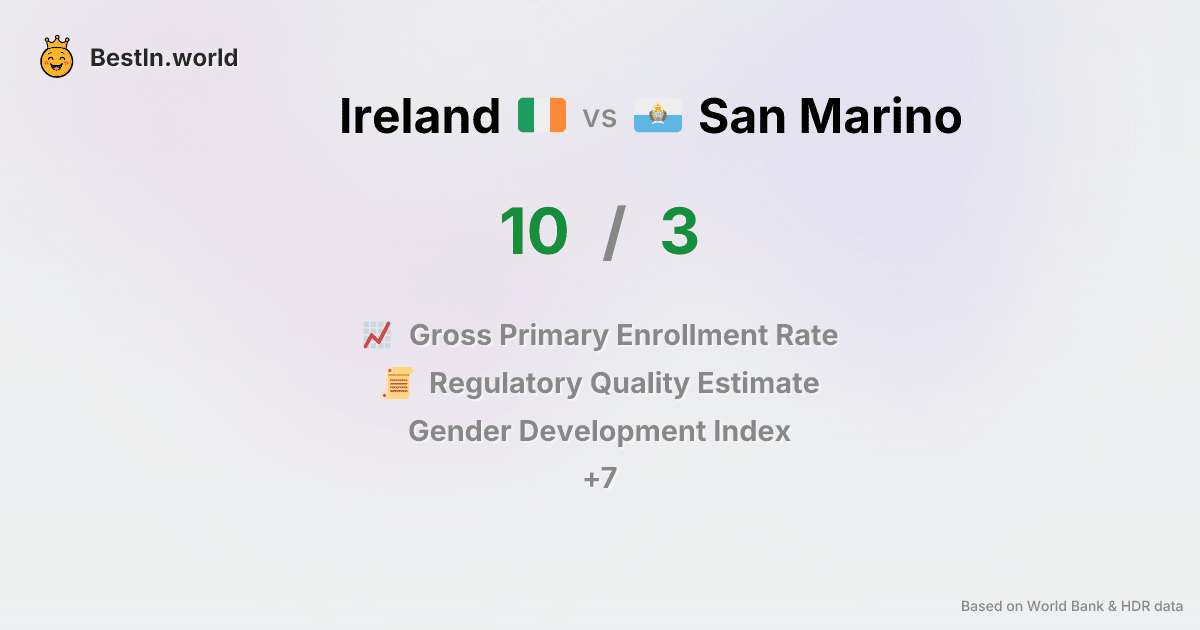 BestIn.world
Ireland vs San Marino
10 / 3
Gross Primary Enrollment Rate
Regulatory Quality Estimate
Gender Development Index
+7
Based on World Bank & HDR data